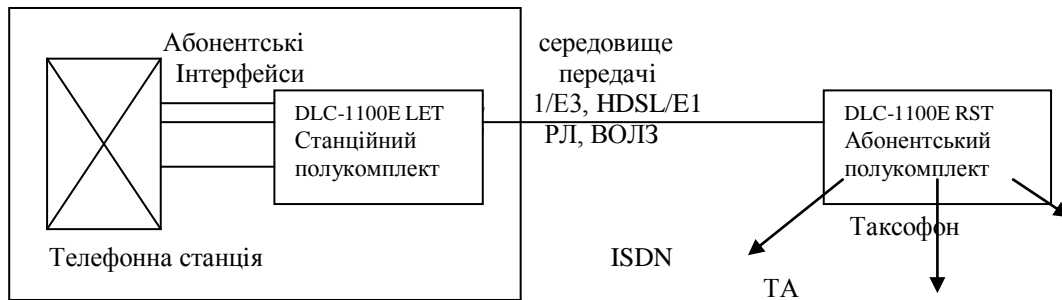 Абонентські
Інтерфейси
DLC-1100E LET
Станційний
полукомплект
Телефонна станція
середовище
передачі
1/E3, HDSL/E1
РЛ, ВОЛЗ
DLC-1100E RST
Абонентський
полукомплект
Таксофон
ISDN
ТА